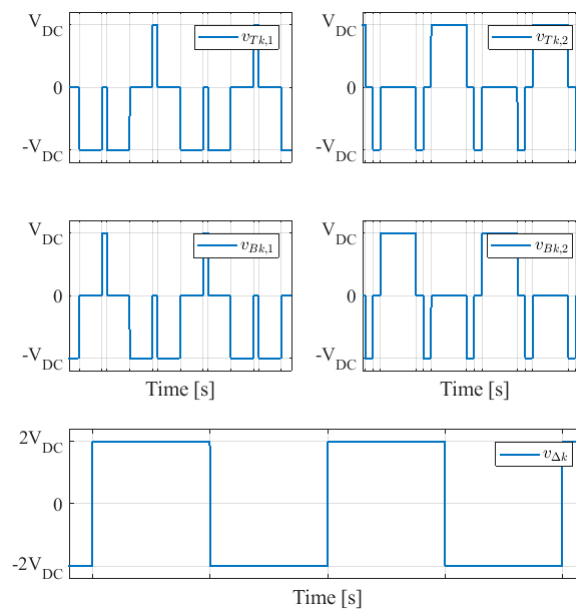 V_DC
0
-V_DC
v_Tk,1
V_DC
0
-V_DC
v_Tk,2
V_DC
0
-V_DC
v_Bk,1
Time [s]
V_DC
0
-V_DC
v_Bk,2
Time [s]
2V_DC
0
-2V_DC
v_Δk
Time [s]